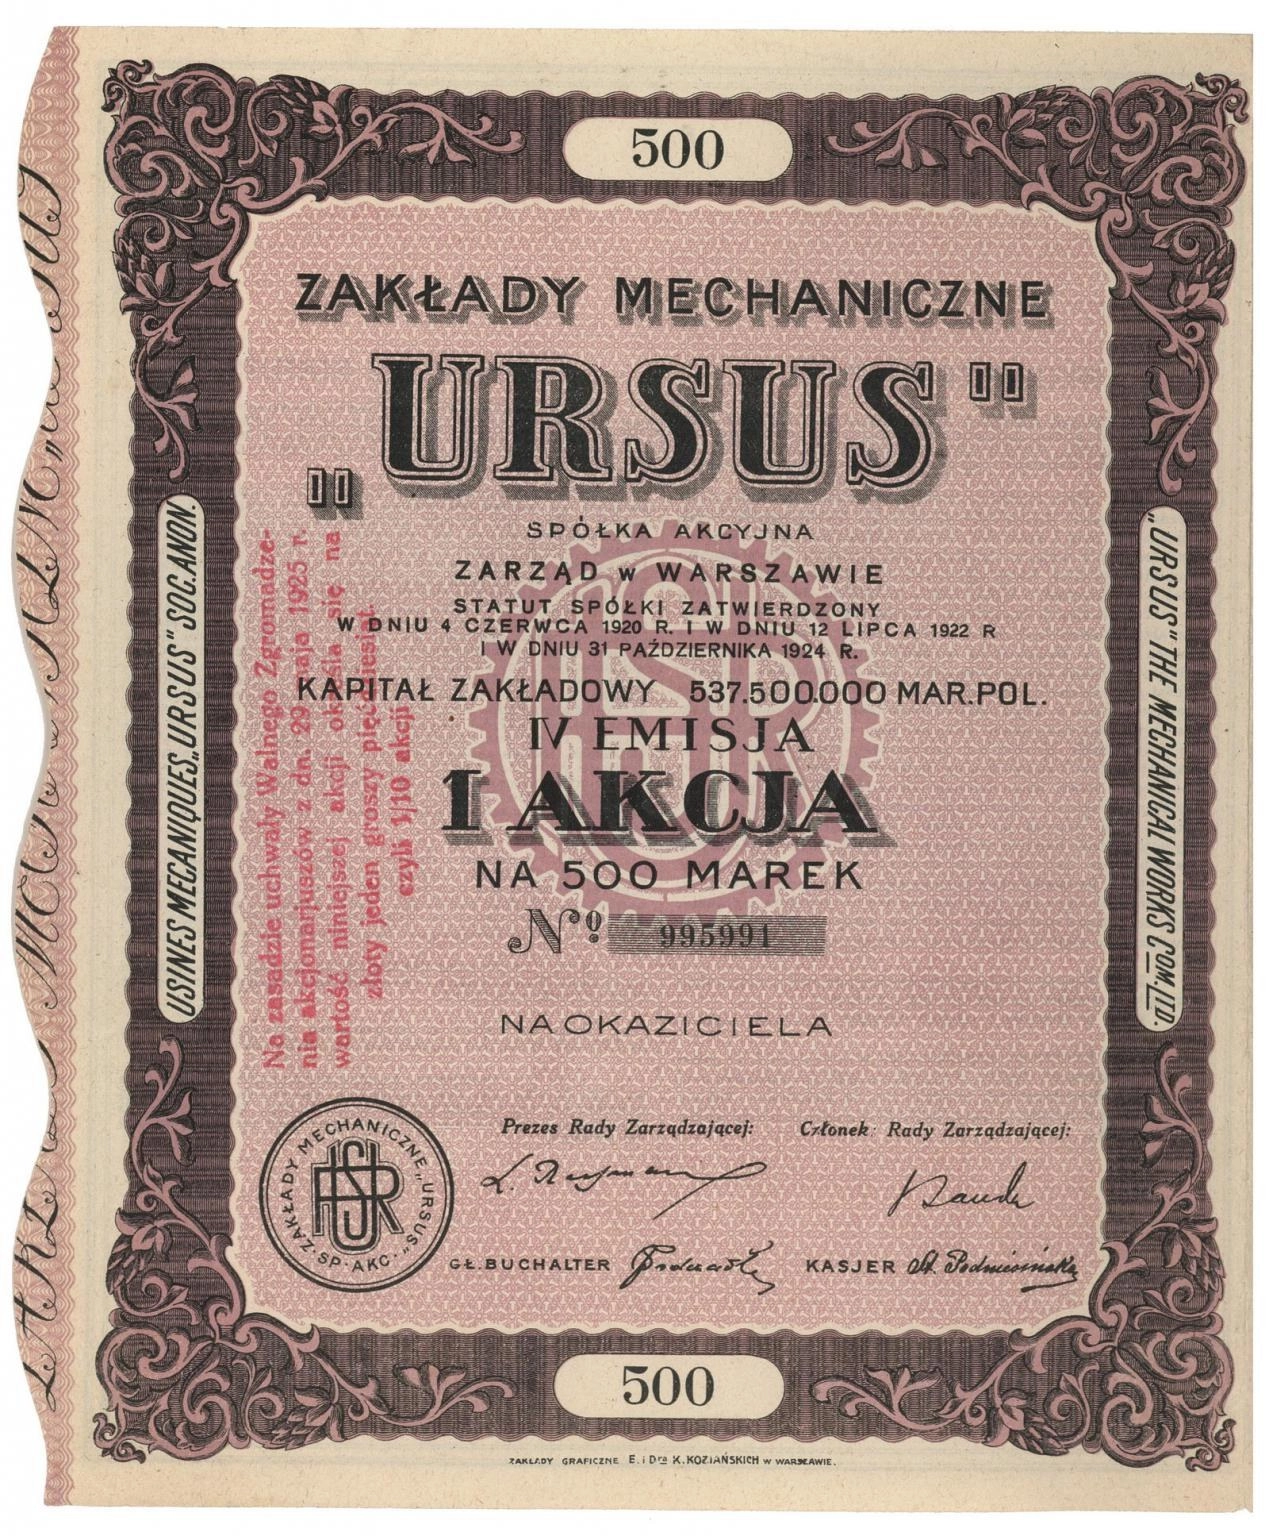 500
ZAKŁADY MECHANICZNE
„URSUS"
SPÓŁKA AKCYJNA
ZARZĄD w WARSZAWIE
STATUT SPÓŁKI ZATWIERDZONY
W DNIU 4 CZERWCA 1920 R. I W DNIU 12 LIPCA 1922 R
I W DNIU 31 PAŹDZIERNIKA 1924 R.
KAPITAŁ ZAKŁADOWY 537.500.000 MAR. POL.
IV EMISJA
1 AKCJA
NA 500 MAREK
Nº 995991
NA OKAZICIELA
Na zasadzie uchwały Walnego Zgromadze-
nia akcjonarjuszów z dn. 29 maja 1925 r.
wartość niniejszej akcji określa się na
złoty jeden groszy pięćdziesiąt.
czyli 1/10 akcji
USINES MECANIQUES „URSUS" SOC. ANON.
„URSUS" THE MECHANICAL WORKS COM. LTD.
Prezes Rady Zarządzającej:
Członek Rady Zarządzającej:
ZAKŁADY MECHANICZNE „URSUS"
SP. AKC.
GŁ. BUCHALTER
KASJER St. Podmiosińska
500
ZAKŁADY GRAFICZNE E. i Dra K. KOZIAŃSKICH w WARSZAWIE.